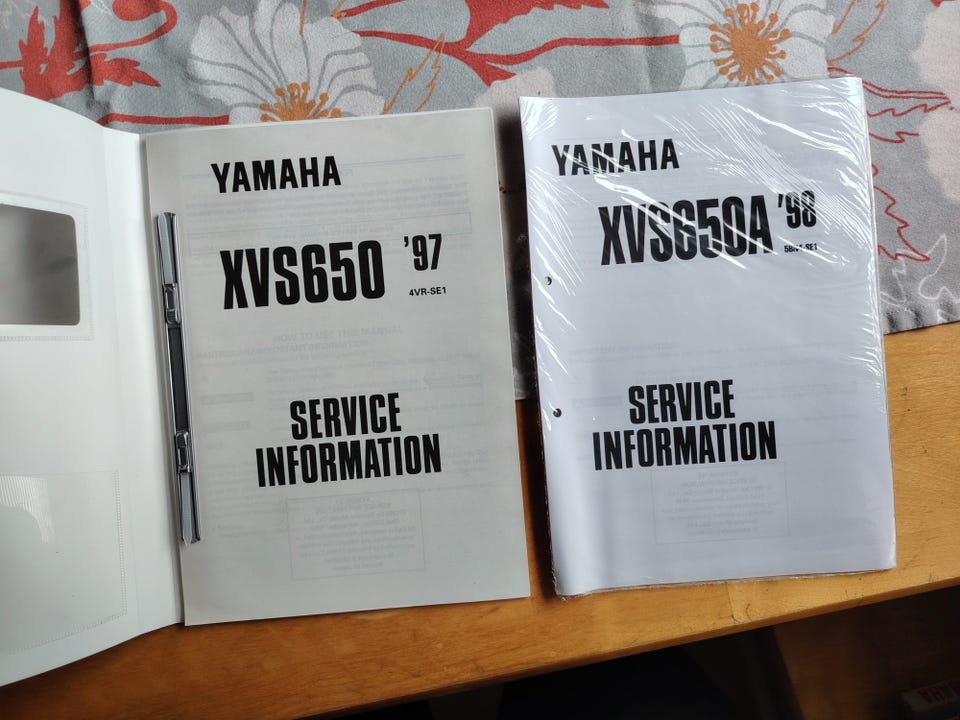 YAMAHA
XVS650 '97
4VR-SE1
SERVICE
INFORMATION
YAMAHA
XVS650A '98
SERVICE
INFORMATION